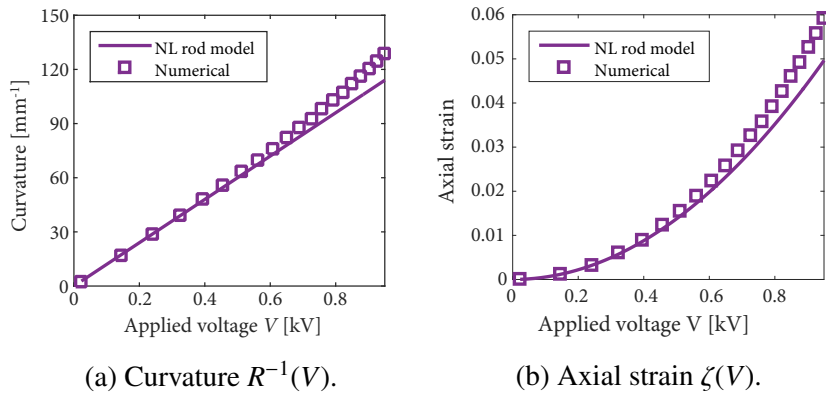 150
120
90
60
30
0
Curvature [mm⁻¹]
NL rod model
Numerical
0 0.2 0.4 0.6 0.8
Applied voltage V [kV]
(a) Curvature R⁻¹(V).
0.06
0.05
0.04
0.03
0.02
0.01
0
Axial strain
NL rod model
Numerical
0 0.2 0.4 0.6 0.8
Applied voltage V [kV]
(b) Axial strain ζ(V).